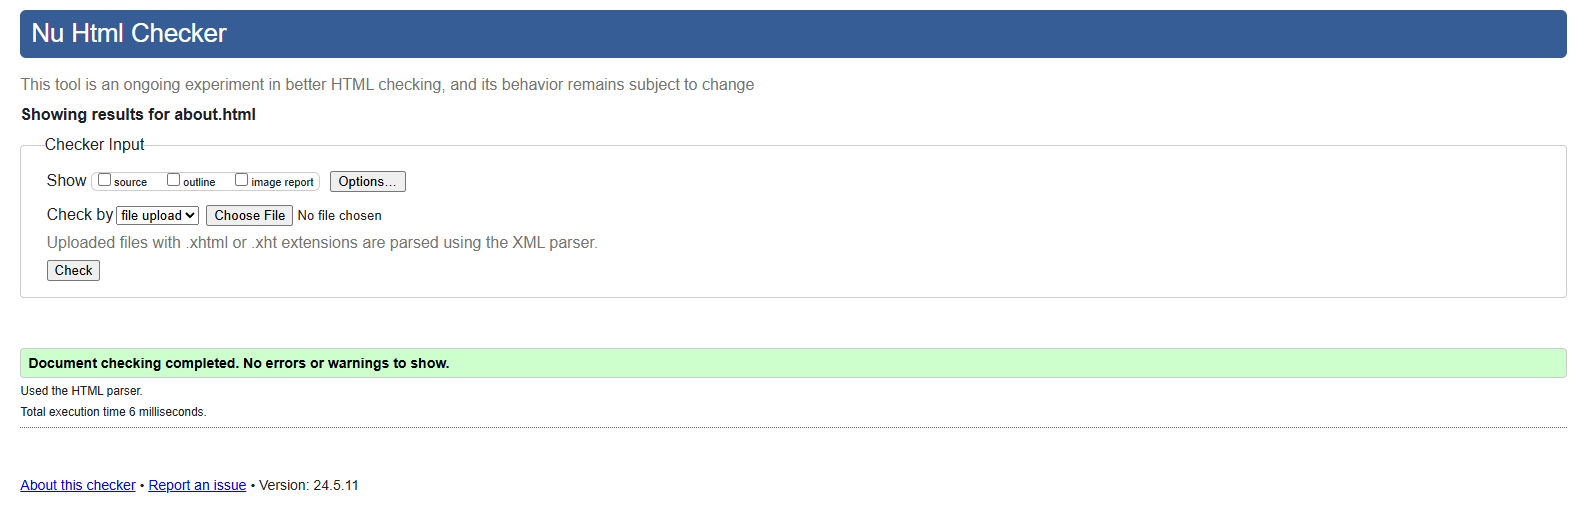 Nu Html Checker
This tool is an ongoing experiment in better HTML checking, and its behavior remains subject to change
Showing results for about.html
Checker Input
Show source outline image report Options...
Check by file upload Choose File No file chosen
Uploaded files with .xhtml or .xht extensions are parsed using the XML parser.
Check
Document checking completed. No errors or warnings to show.
Used the HTML parser.
Total execution time 6 milliseconds.
About this checker • Report an issue • Version: 24.5.11